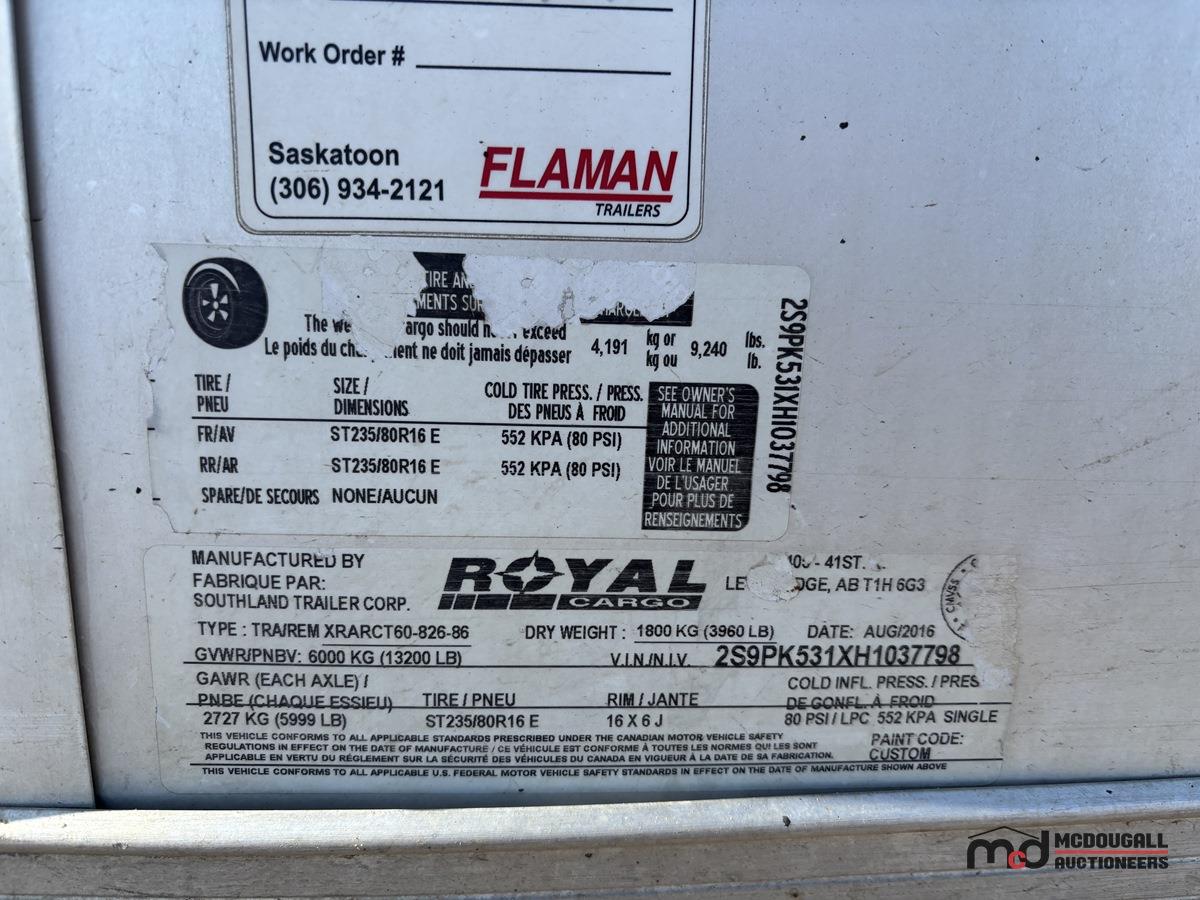 Work Order #
Saskatoon
(306) 934-2121
FLAMAN
TRAILERS
TIRE
The cargo should exceed
Le poids du ne doit jamais dépasser
4,191 kg or kg ou 9,240 lbs. lb.
TIRE / PNEU
SIZE / DIMENSIONS
COLD TIRE PRESS. / PRESS. DES PNEUS À FROID
FR/AV ST235/80R16 E 552 KPA (80 PSI)
RR/AR ST235/80R16 E 552 KPA (80 PSI)
SPARE/DE SECOURS NONE/AUCUN
SEE OWNER'S
MANUAL FOR
ADDITIONAL
INFORMATION
VOIR LE MANUEL
DE L'USAGER
POUR PLUS DE
RENSEIGNEMENTS
2S9PK531XH1037798
MANUFACTURED BY
FABRIQUE PAR:
SOUTHLAND TRAILER CORP.
ROYAL
CARGO
41ST.
AB T1H 6G3
CMVSS
TYPE : TRA/REM XRARCT60-826-86 DRY WEIGHT : 1800 KG (3960 LB) DATE: AUG/2016
GVWR/PNBV: 6000 KG (13200 LB) V.I.N./N.I.V. 2S9PK531XH1037798
GAWR (EACH AXLE) / COLD INFL. PRESS. / PRES
PNBE (CHAQUE ESSIEU) TIRE / PNEU RIM / JANTE DE GONFL. À FROID
2727 KG (5999 LB) ST235/80R16 E 16 X 6 J 80 PSI / LPC 552 KPA SINGLE
THIS VEHICLE CONFORMS TO ALL APPLICABLE STANDARDS PRESCRIBED UNDER THE CANADIAN MOTOR VEHICLE SAFETY
REGULATIONS IN EFFECT ON THE DATE OF MANUFACTURE / CE VÉHICULE EST CONFORME À TOUTES LES NORMES QUI LES SONT
APPLICABLE EN VERTU DU RÈGLEMENT SUR LA SÉCURITÉ DES VÉHICULES DU CANADA EN VIGUEUR À LA DATE DE SA FABRICATION.
THIS VEHICLE CONFORMS TO ALL APPLICABLE U.S. FEDERAL MOTOR VEHICLE SAFETY STANDARDS IN EFFECT ON THE DATE OF MANUFACTURE SHOWN ABOVE
PAINT CODE:
CUSTOM
mcd MCDOUGALL
AUCTIONEERS